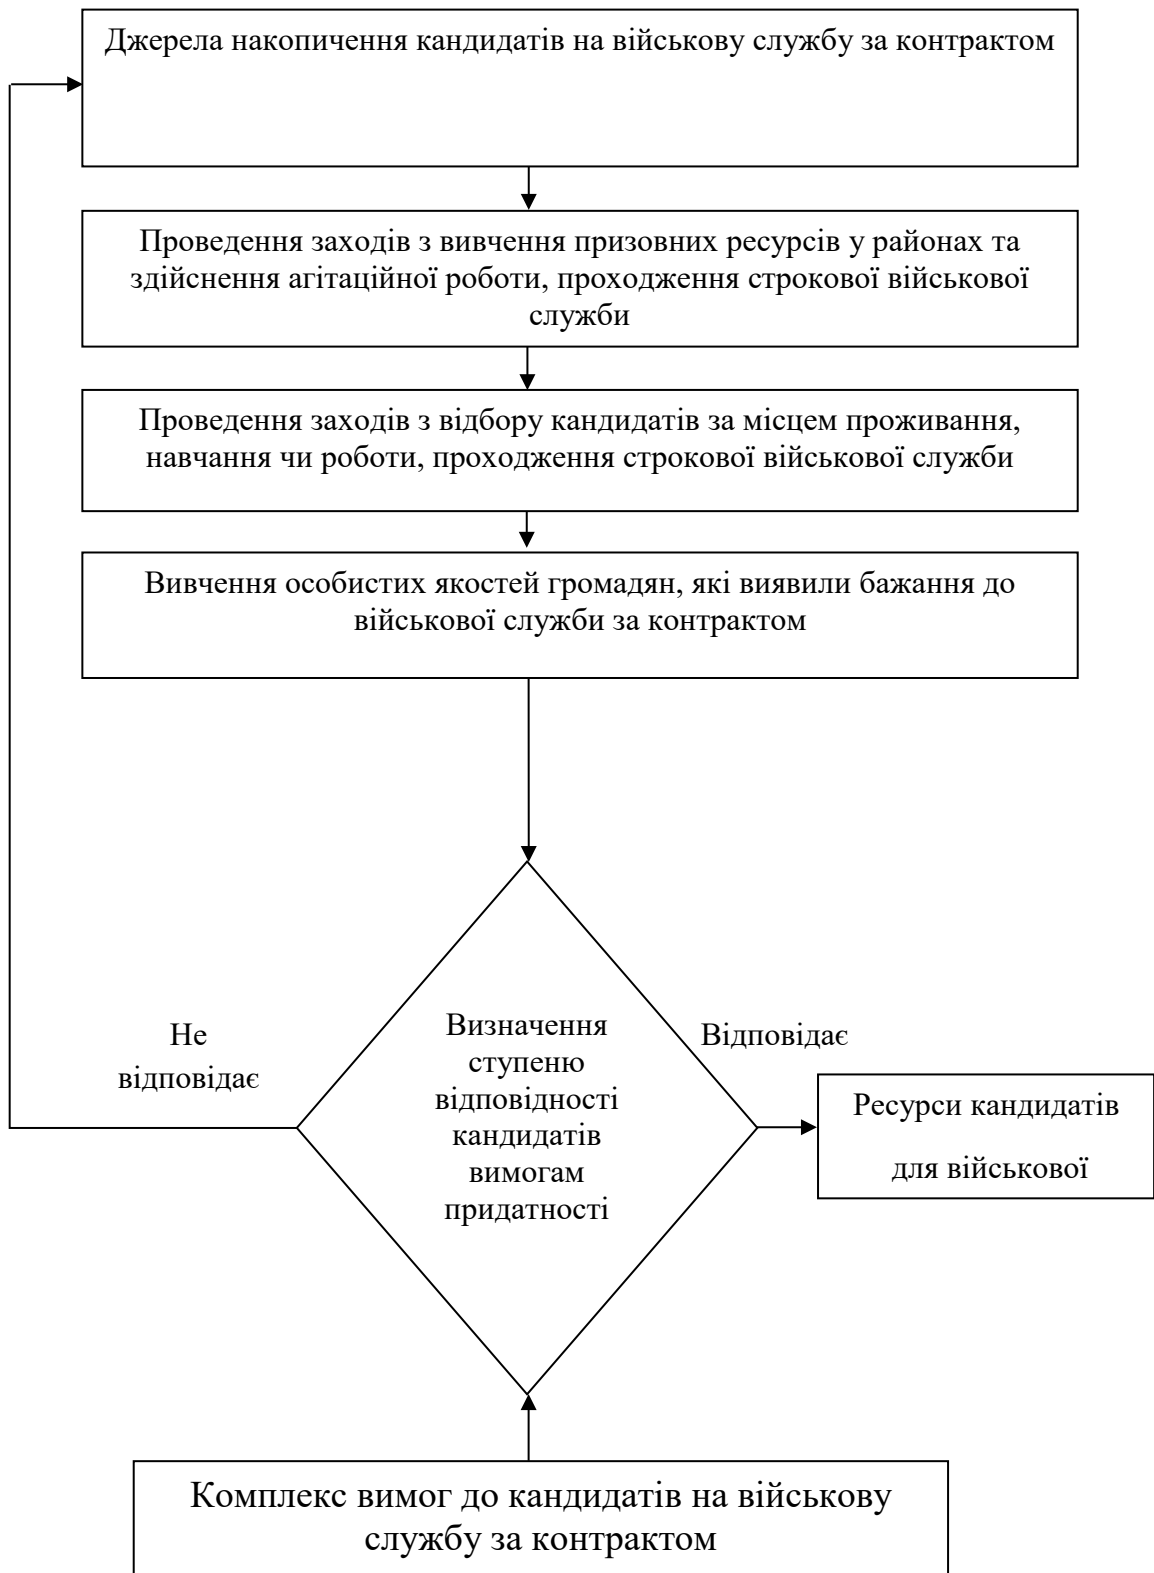 Джерела накопичення кандидатів на військову службу за контрактом
Проведення заходів з вивчення призовних ресурсів у районах та
здійснення агітаційної роботи, проходження строкової військової
служби
Проведення заходів з відбору кандидатів за місцем проживання,
навчання чи роботи, проходження строкової військової служби
Вивчення особистих якостей громадян, які виявили бажання до
військової служби за контрактом
Не
відповідає
Визначення
ступеню
відповідності
кандидатів
вимогам
придатності
Відповідає
Ресурси кандидатів
для військової
Комплекс вимог до кандидатів на військову
службу за контрактом